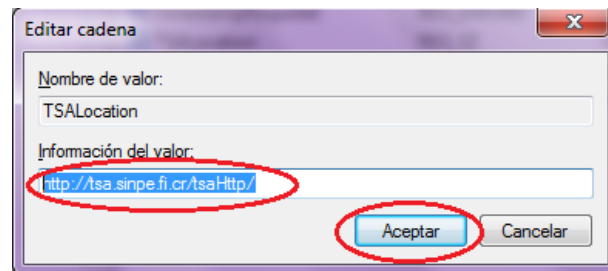 Editar cadena
Nombre de valor:
TSALocation
Información del valor:
http://tsa.sinpe.fi.cr/tsaHttp/
Aceptar Cancelar